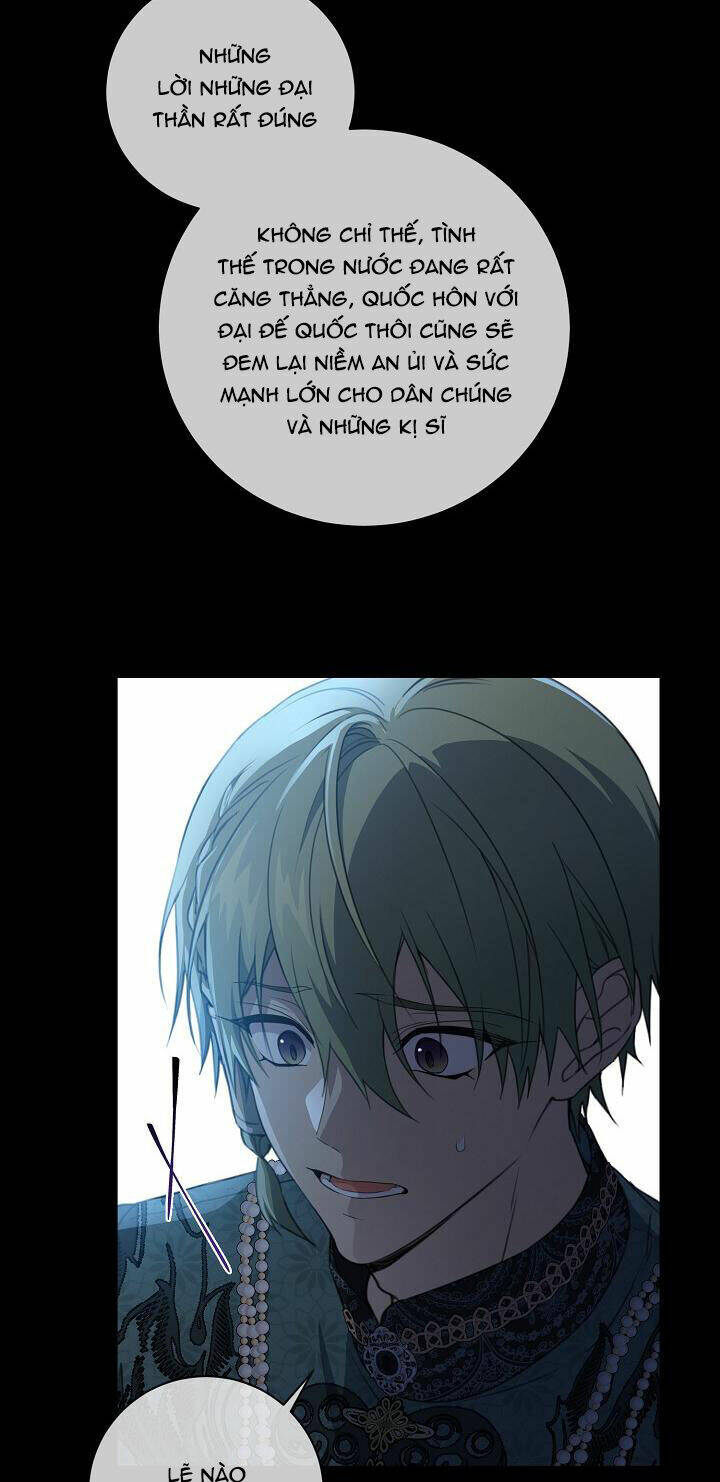 NHỮNG
LỜI NHỮNG ĐẠI
THẦN RẤT ĐÚNG
KHÔNG CHỈ THẾ, TÌNH
THẾ TRONG NƯỚC ĐANG RẤT
CĂNG THẲNG, QUỐC HÔN VỚI
ĐẠI ĐẾ QUỐC THÔI CŨNG SẼ
ĐEM LẠI NIỀM AN ỦI VÀ SỨC
MẠNH LỚN CHO DÂN CHÚNG
VÀ NHỮNG KỊ SĨ
LẼ NÀO